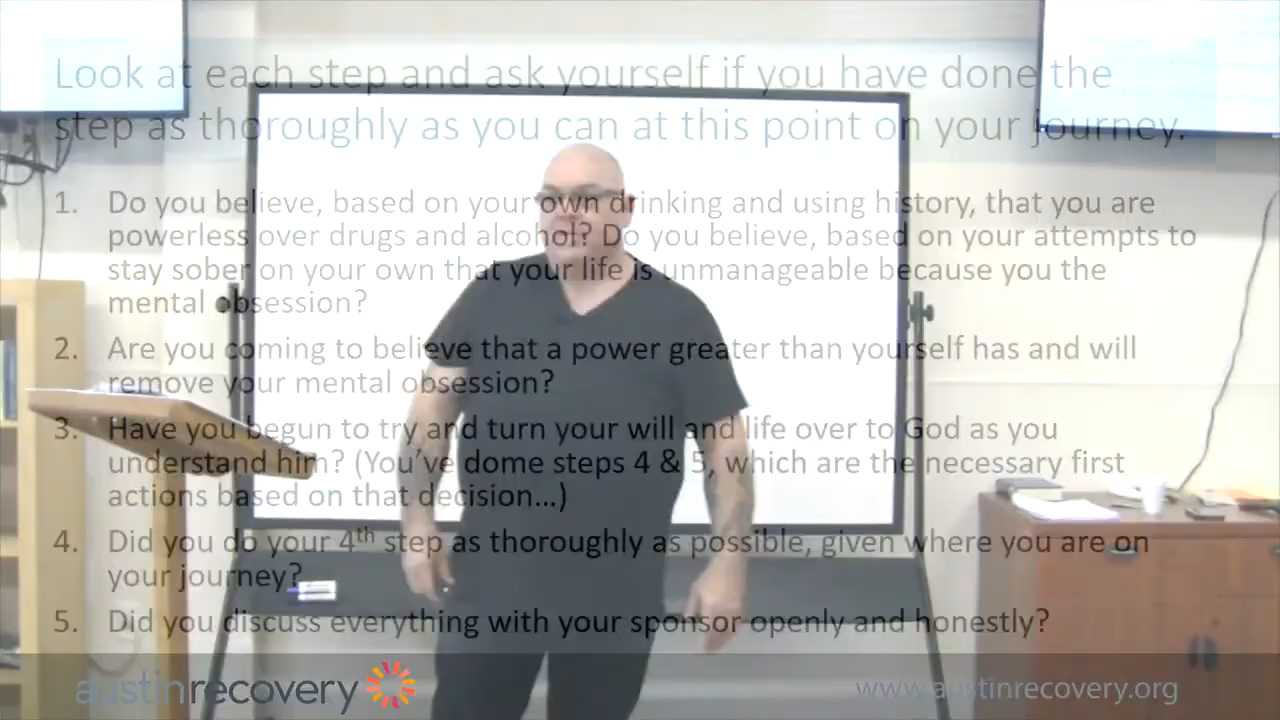 Look at each step and ask yourself if you have done the
step as thoroughly as you can at this point on your journey.
1. Do you believe, based on your own drinking and using history, that you are
powerless over drugs and alcohol? Do you believe, based on your attempts to
stay sober on your own that your life is unmanageable because you the
mental obsession?
2. Are you coming to believe that a power greater than yourself has and will
remove your mental obsession?
3. Have you begun to try and turn your will and life over to God as you
understand him? (You've dome steps 4 & 5, which are the necessary first
actions based on that decision...)
4. Did you do your 4th step as thoroughly as possible, given where you are on
your journey?
5. Did you discuss everything with your sponsor openly and honestly?
austinrecovery www.austinrecovery.org